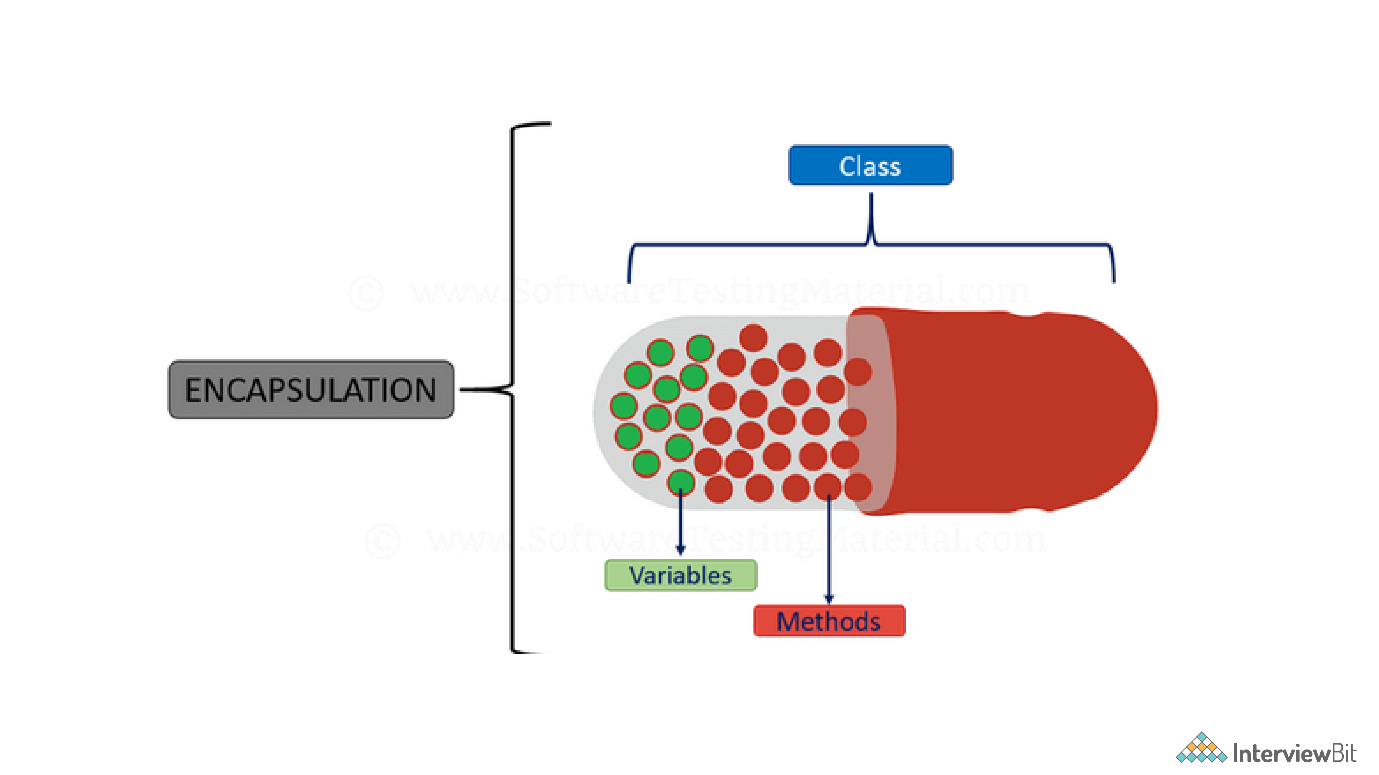 Class
© www.SoftwareTestingMaterial.com
ENCAPSULATION
© www.SoftwareTestingMaterial.com
Variables
Methods
InterviewBit